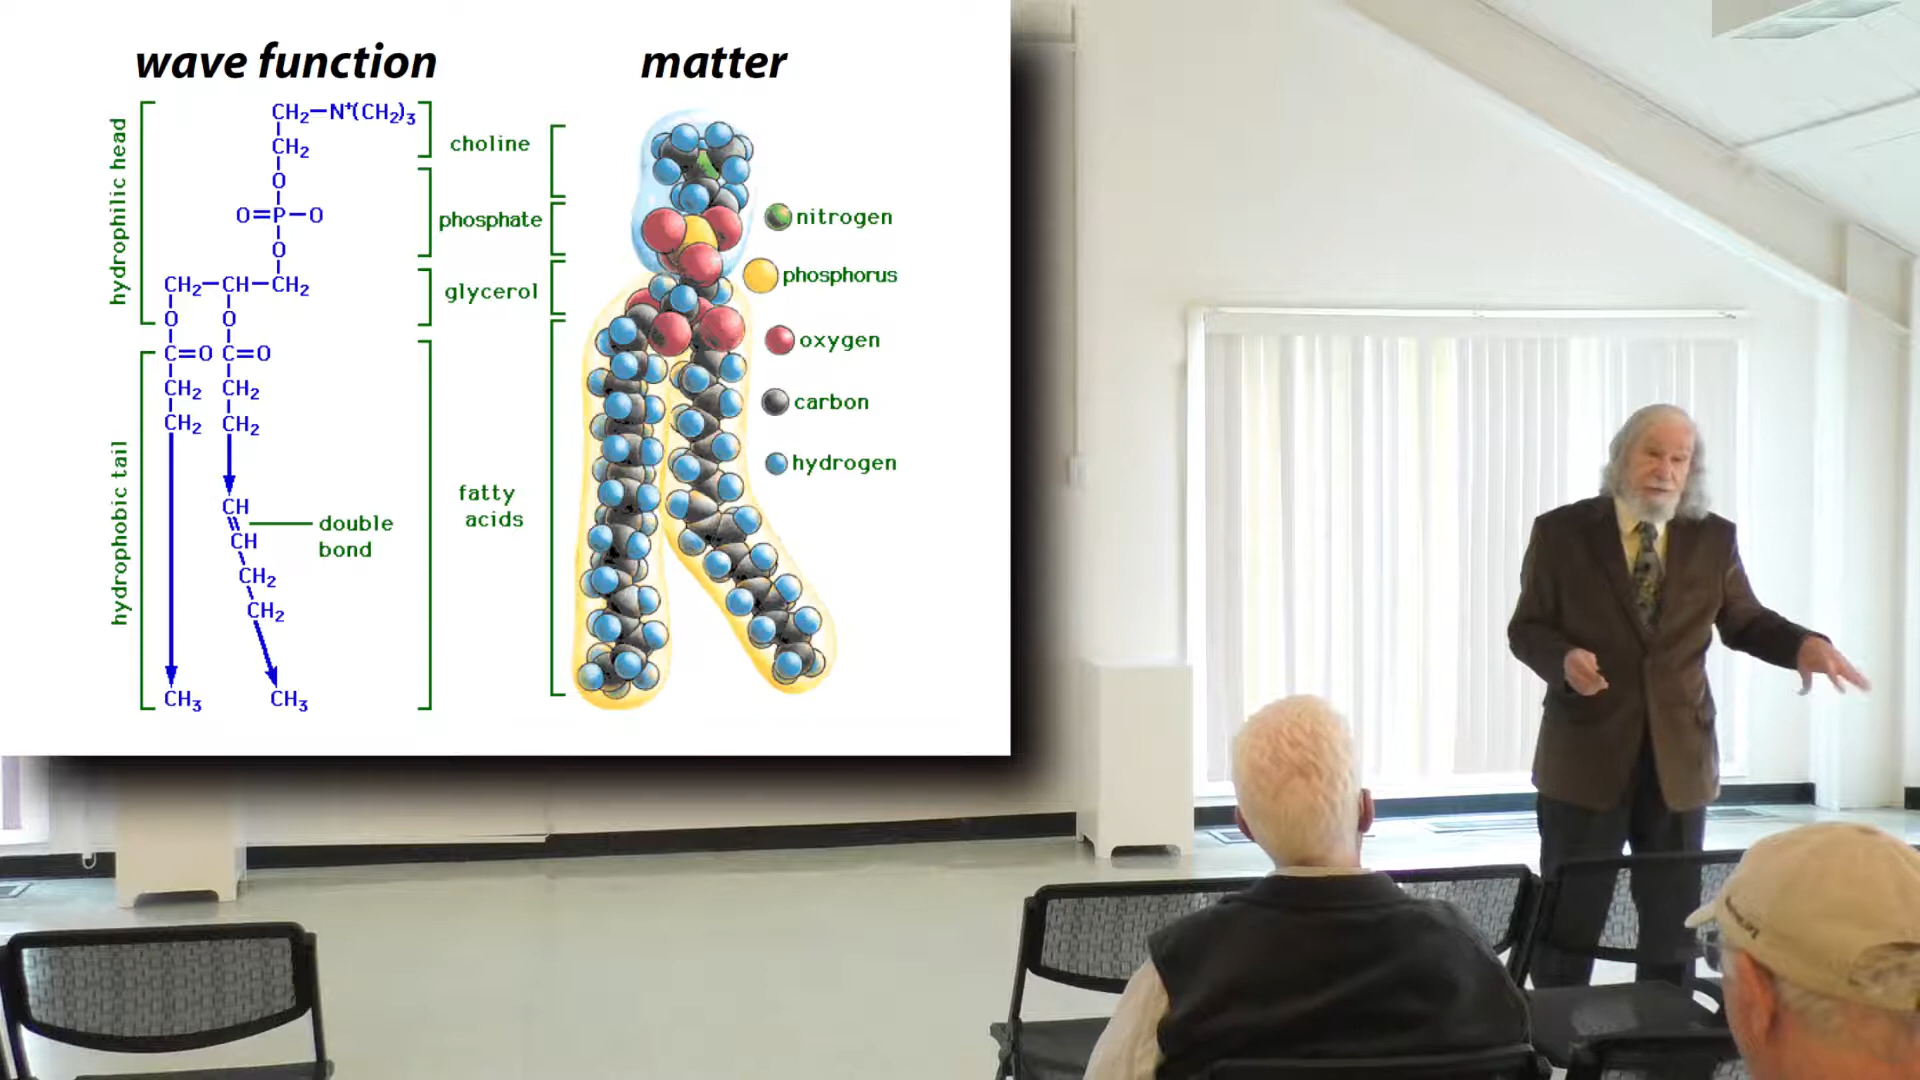 wave function
matter
hydrophilic head
CH₂—N⁺(CH₂)₃
CH₂
O
O=P—O
O
CH₂—CH—CH₂
O O
C=O C=O
CH₂ CH₂
CH₂ CH₂
CH
CH
CH₂
CH₂
CH₃ CH₃
hydrophobic tail
double
bond
choline
phosphate
glycerol
fatty
acids
nitrogen
phosphorus
oxygen
carbon
hydrogen